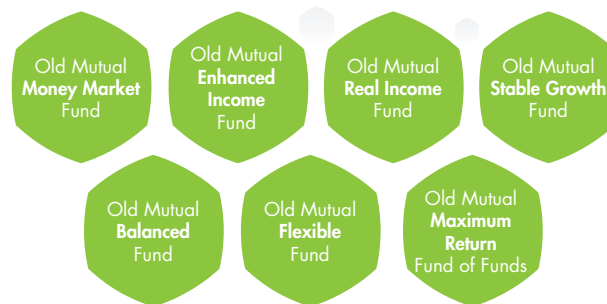 Old Mutual
Money Market
Fund
Old Mutual
Enhanced
Income
Fund
Old Mutual
Real Income
Fund
Old Mutual
Stable Growth
Fund
Old Mutual
Balanced
Fund
Old Mutual
Flexible
Fund
Old Mutual
Maximum
Return
Fund of Funds